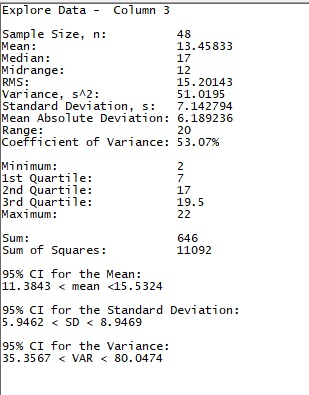 Explore Data -  Column 3
Sample Size, n: 48
Mean: 13.45833
Median: 17
Midrange: 12
RMS: 15.20143
Variance, s^2: 51.0195
Standard Deviation, s: 7.142794
Mean Absolute Deviation: 6.189236
Range: 20
Coefficient of Variance: 53.07%
Minimum: 2
1st Quartile: 7
2nd Quartile: 17
3rd Quartile: 19.5
Maximum: 22
Sum: 646
Sum of Squares: 11092
95% CI for the Mean:
11.3843 < mean <15.5324
95% CI for the Standard Deviation:
5.9462 < SD < 8.9469
95% CI for the Variance:
35.3567 < VAR < 80.0474